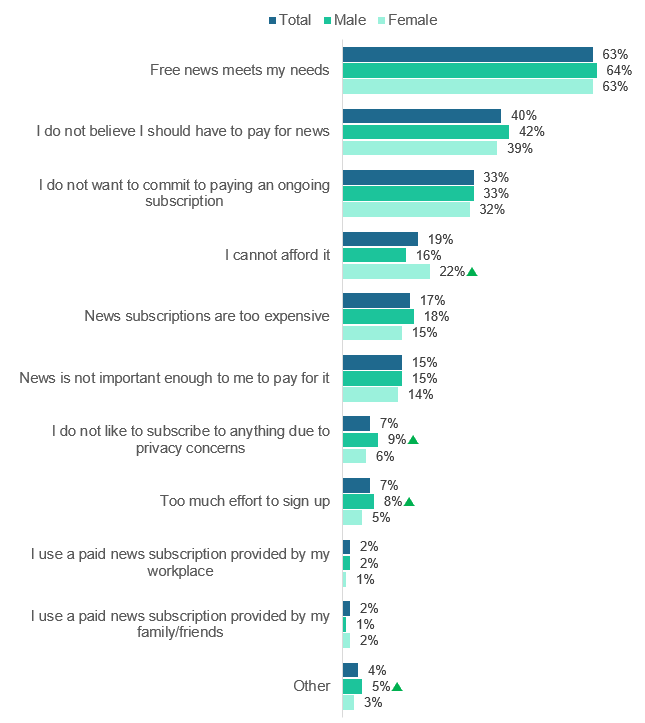 Total Male Female
Free news meets my needs
63%
64%
63%
I do not believe I should have to pay for news
40%
42%
39%
I do not want to commit to paying an ongoing
subscription
33%
33%
32%
I cannot afford it
19%
16%
22%▲
News subscriptions are too expensive
17%
18%
15%
News is not important enough to me to pay for it
15%
15%
14%
I do not like to subscribe to anything due to
privacy concerns
7%
9%▲
6%
Too much effort to sign up
7%
8%▲
5%
I use a paid news subscription provided by my
workplace
2%
2%
1%
I use a paid news subscription provided by my
family/friends
2%
1%
2%
Other
4%
5%▲
3%